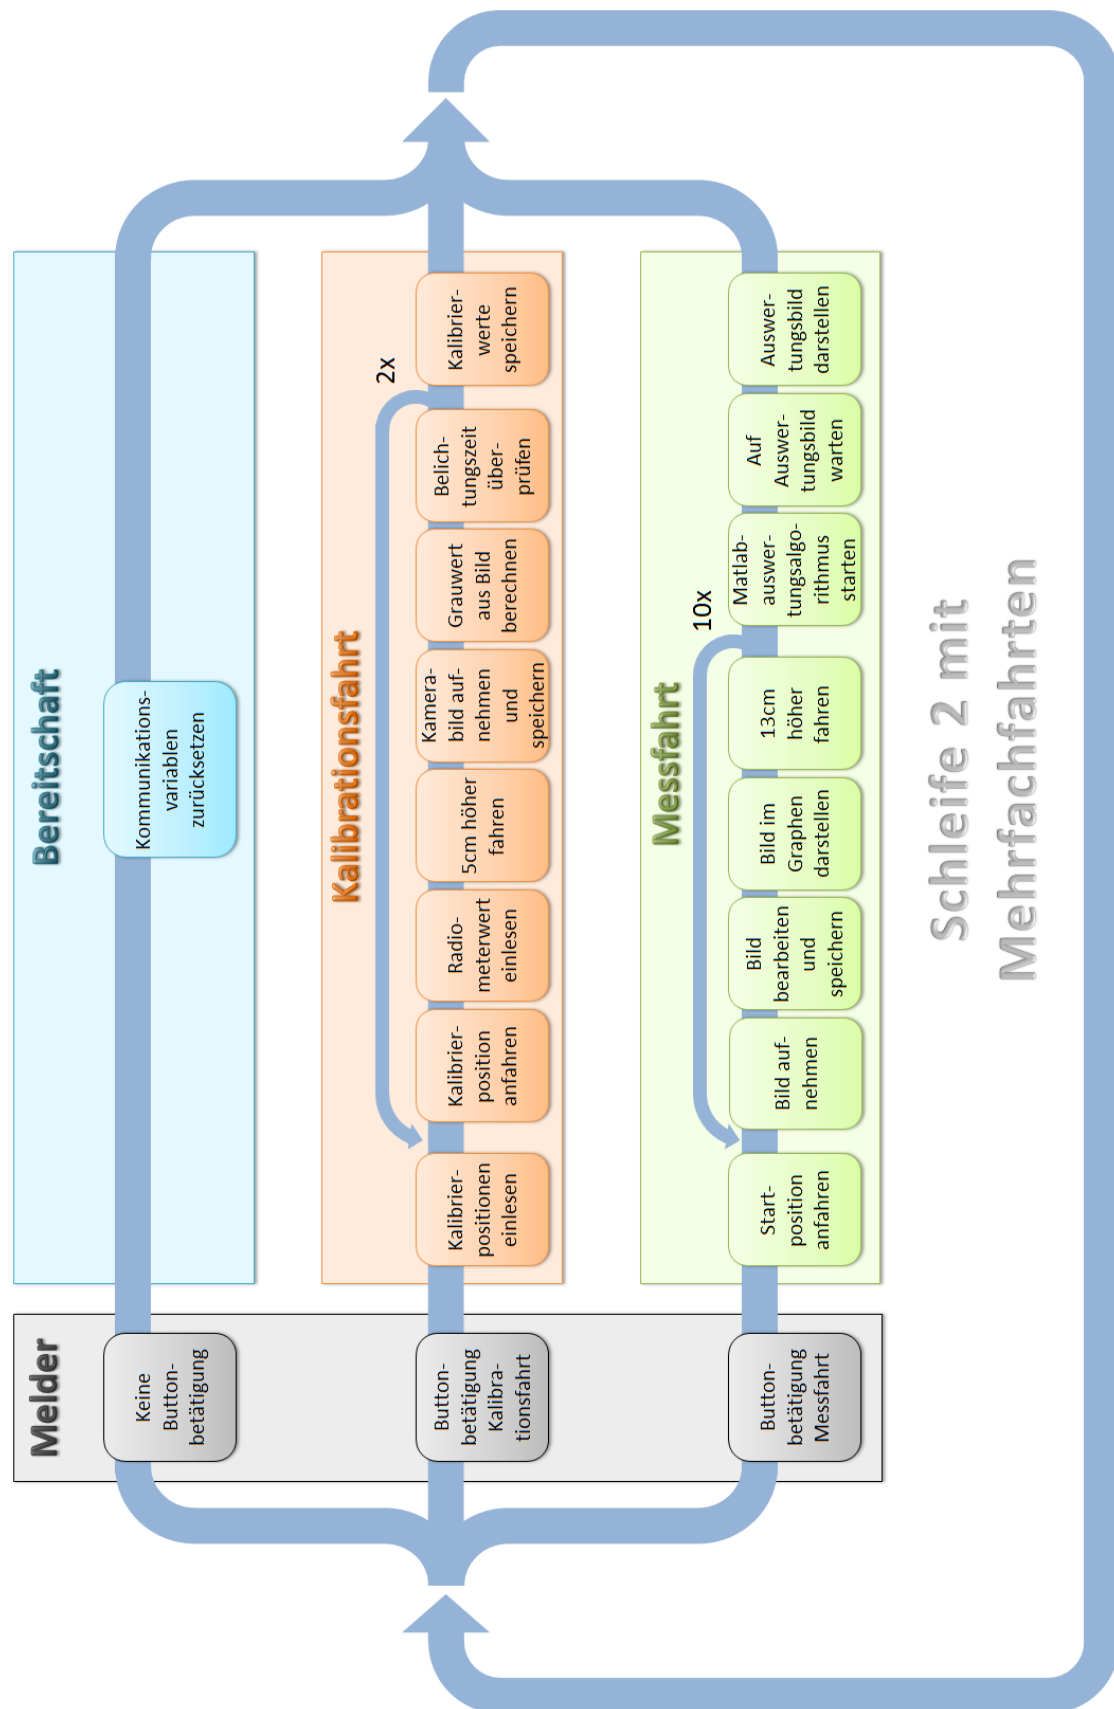 Melder
Keine
Button-
betätigung
Button-
betätigung
Kalibra-
tionsfahrt
Button-
betätigung
Messfahrt
Bereitschaft
Kommunikations-
variablen
zurücksetzen
Kalibrationsfahrt
2x
Kalibrier-
positionen
einlesen
Kalibrier-
position
anfahren
Radio-
meterwert
einlesen
5cm höher
fahren
Kamera-
bild auf-
nehmen
und
speichern
Grauwert
aus Bild
berechnen
Belich-
tungszeit
über-
prüfen
Kalibrier-
werte
speichern
Messfahrt
10x
Start-
position
anfahren
Bild auf-
nehmen
Bild
bearbeiten
und
speichern
Bild im
Graphen
darstellen
13cm
höher
fahren
Matlab-
auswer-
tungsalgo-
rithmus
starten
Auf
Auswer-
tungsbild
warten
Auswer-
tungsbild
darstellen
Schleife 2 mit
Mehrfachfahrten